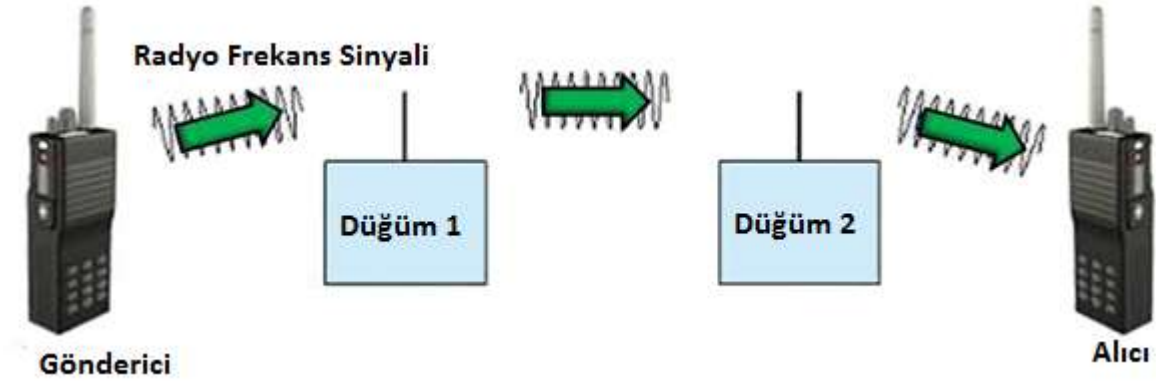 Radyo Frekans Sinyali
Düğüm 1
Düğüm 2
Gönderici
Alıcı